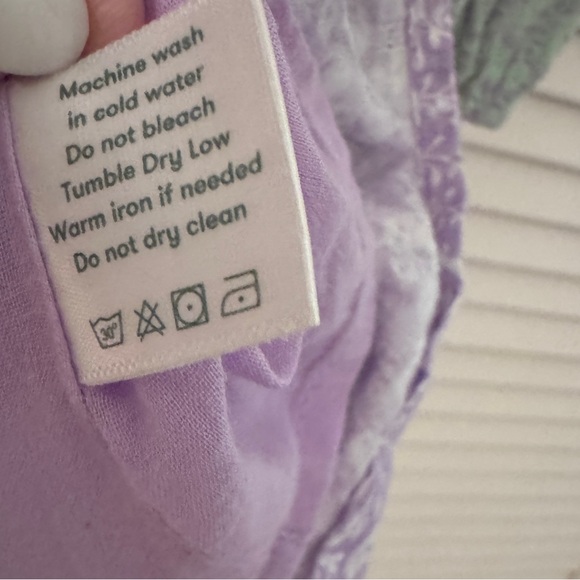 Machine wash
in cold water
Do not bleach
Tumble Dry Low
Warm iron if needed
Do not dry clean
30°